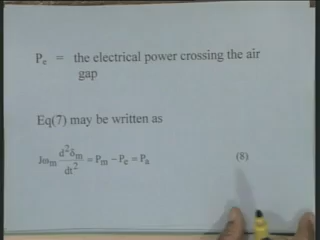 Pₑ = the electrical power crossing the air
gap
Eq(7) may be written as
Jωₘ d²δₘ/dt² = Pₘ − Pₑ = Pₐ (8)